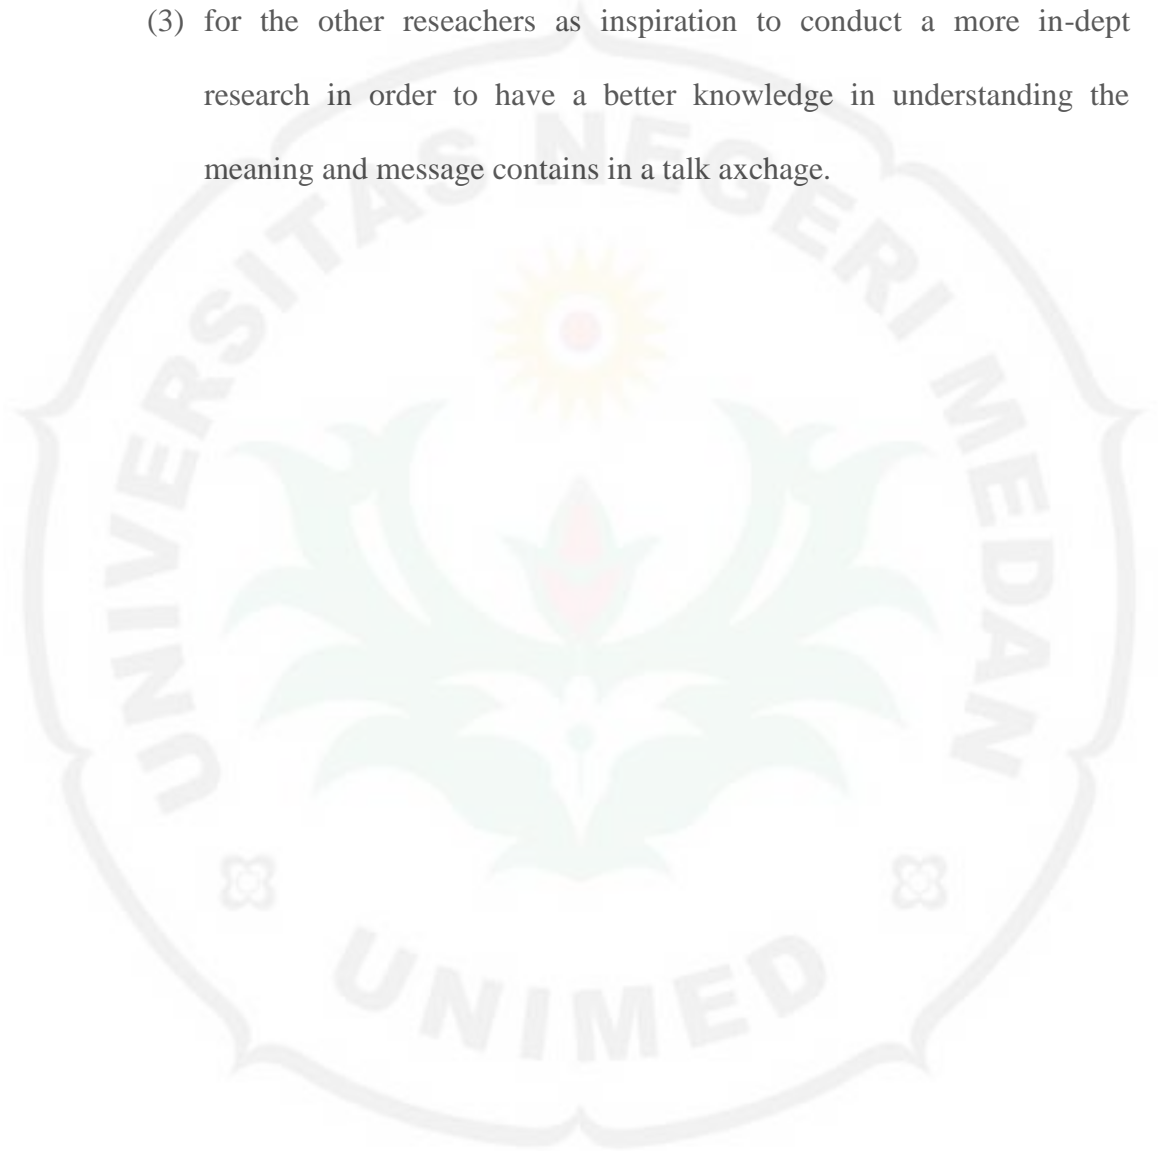 (3) for the other reseachers as inspiration to conduct a more in-dept
research in order to have a better knowledge in understanding the
meaning and message contains in a talk axchage.
UNIVERSITAS NEGERI MEDAN
UNIMED